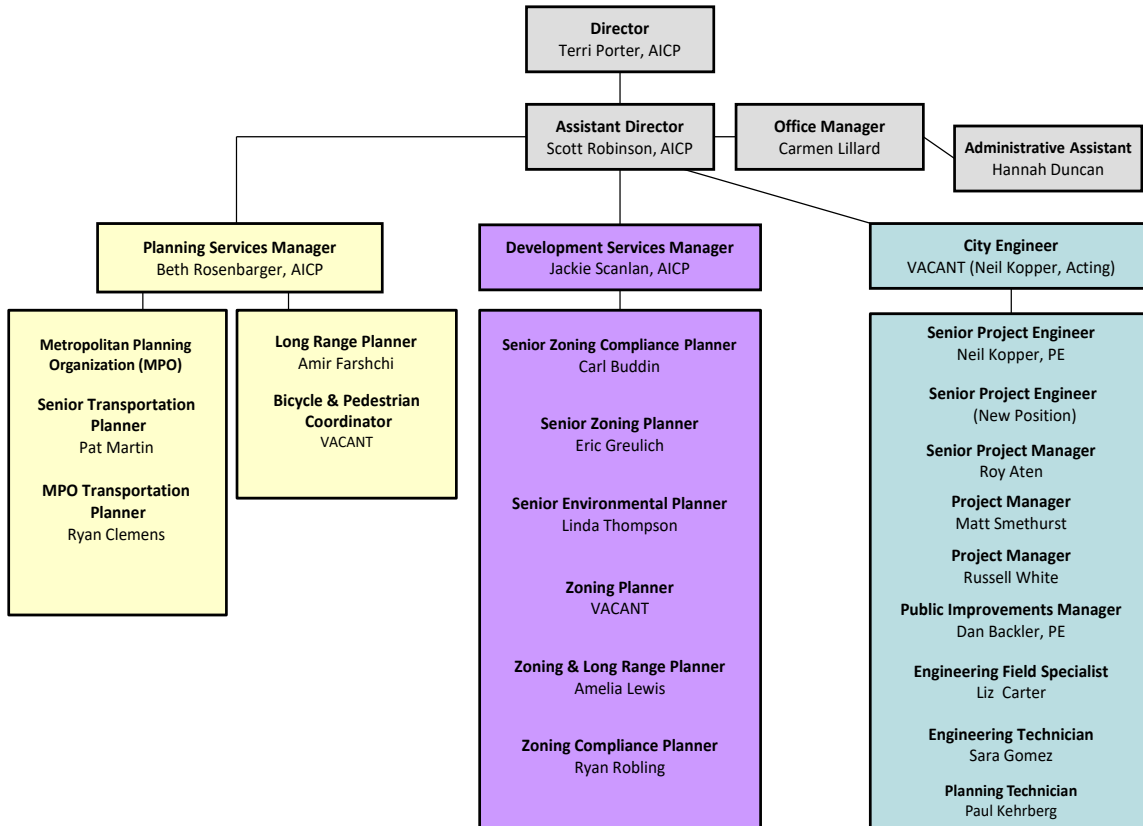 Director
Terri Porter, AICP
Assistant Director
Scott Robinson, AICP
Office Manager
Carmen Lillard
Administrative Assistant
Hannah Duncan
Planning Services Manager
Beth Rosenbarger, AICP
Development Services Manager
Jackie Scanlan, AICP
City Engineer
VACANT (Neil Kopper, Acting)
Metropolitan Planning
Organization (MPO)
Senior Transportation
Planner
Pat Martin
MPO Transportation
Planner
Ryan Clemens
Long Range Planner
Amir Farshchi
Bicycle & Pedestrian
Coordinator
VACANT
Senior Zoning Compliance Planner
Carl Buddin
Senior Zoning Planner
Eric Greulich
Senior Environmental Planner
Linda Thompson
Zoning Planner
VACANT
Zoning & Long Range Planner
Amelia Lewis
Zoning Compliance Planner
Ryan Robling
Senior Project Engineer
Neil Kopper, PE
Senior Project Engineer
(New Position)
Senior Project Manager
Roy Aten
Project Manager
Matt Smethurst
Project Manager
Russell White
Public Improvements Manager
Dan Backler, PE
Engineering Field Specialist
Liz Carter
Engineering Technician
Sara Gomez
Planning Technician
Paul Kehrberg